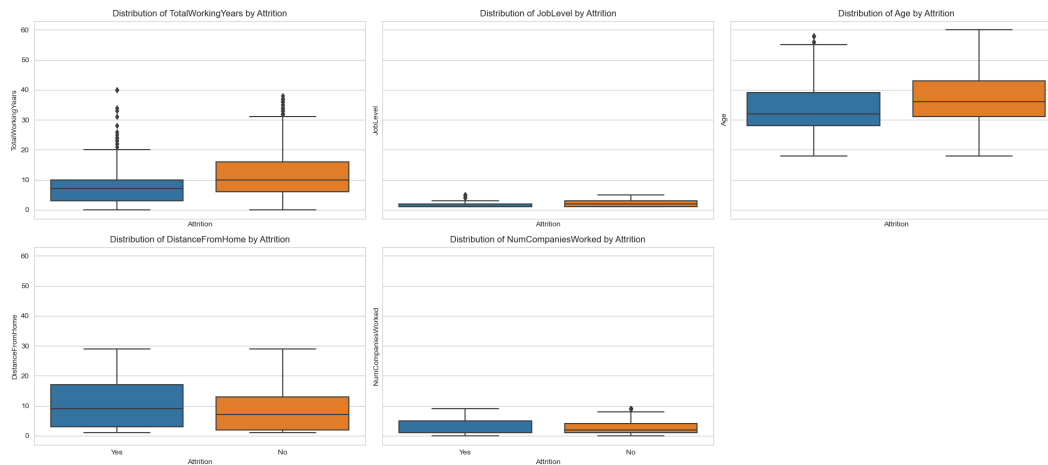 Distribution of TotalWorkingYears by Attrition
TotalWorkingYears
60
50
40
30
20
10
0
Attrition
Distribution of JobLevel by Attrition
JobLevel
Attrition
Distribution of Age by Attrition
Age
Attrition
Distribution of DistanceFromHome by Attrition
DistanceFromHome
60
50
40
30
20
10
0
Yes No
Attrition
Distribution of NumCompaniesWorked by Attrition
NumCompaniesWorked
Yes No
Attrition